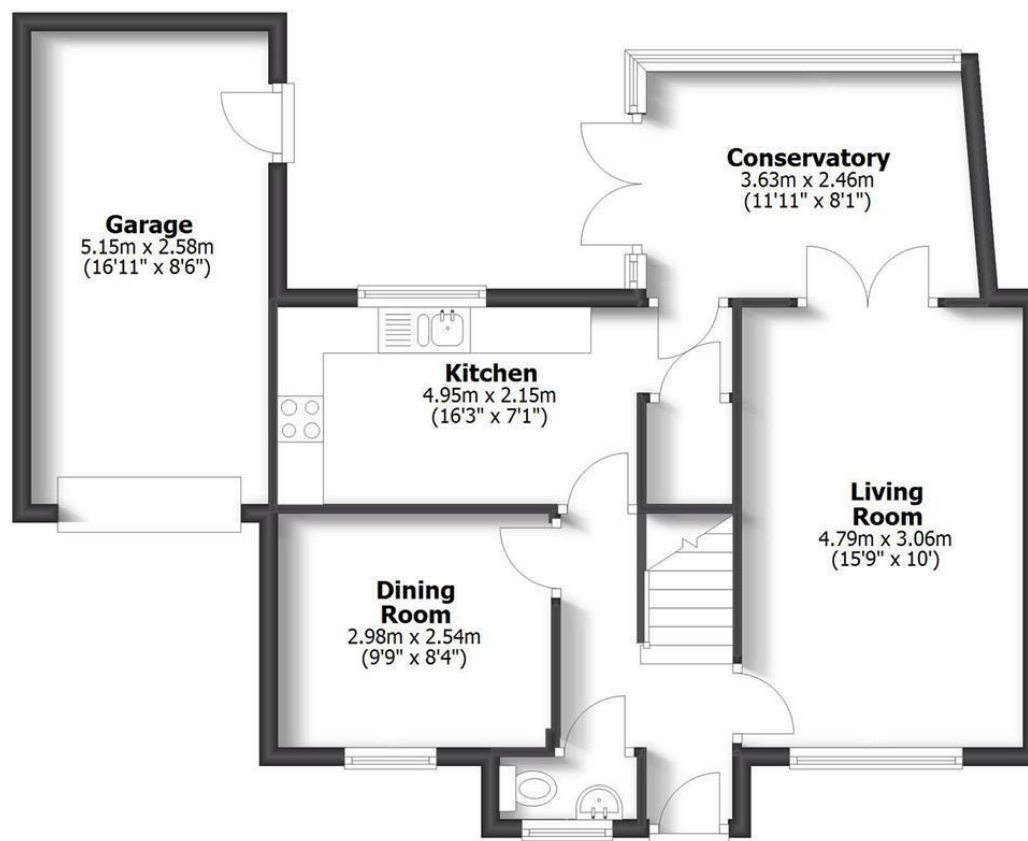 Garage
5.15m x 2.58m
(16'11" x 8'6")
Conservatory
3.63m x 2.46m
(11'11" x 8'1")
Kitchen
4.95m x 2.15m
(16'3" x 7'1")
Living
Room
4.79m x 3.06m
(15'9" x 10')
Dining
Room
2.98m x 2.54m
(9'9" x 8'4")